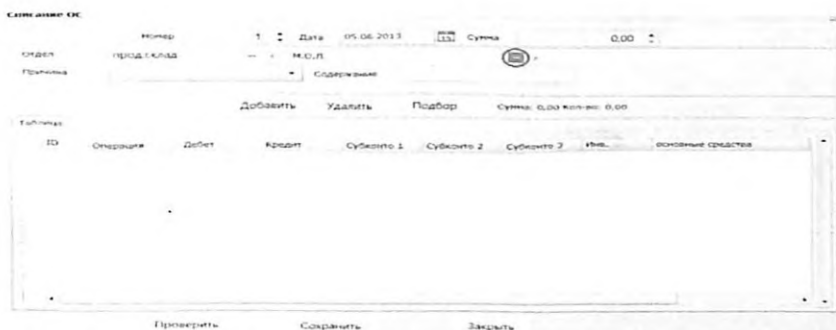 Списание ОС
Номер 1 Дата 05.06.2013 15 Сумма 0,00
Отдел прод.склад ... М.О.Л.
Причина Содержание
Добавить Удалить Подбор Сумма: 0,00 Кол-во: 0,00
Таблица
ID Операция Дебет Кредит Субконто 1 Субконто 2 Субконто 3 Инв. основные средства
Проверить Сохранить Закрыть